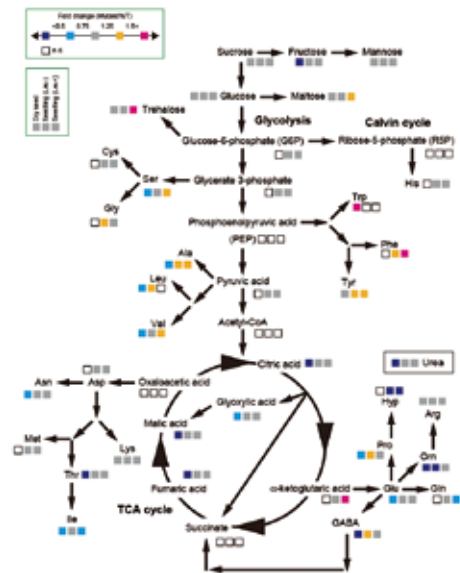 Fold change (Mutant/WT)
<0.5 0.75 1.25 1.5<
n.d
Dry seed
Sucrose
Fructose
Mannose
Glucose
Maltose
Trehalose
Glycolysis
Calvin cycle
Glucose-6-phosphate (G6P)
Ribose-5-phosphate (R5P)
Cys
Ser
Glycerate 3-phosphate
His
Gly
Trp
Phosphoenolpyruvic acid
(PEP)
Phe
Ala
Tyr
Leu
Pyruvic acid
Val
Acetyl-CoA
Citric acid
Urea
Asn
Asp
Oxaloacetic acid
Glyoxylic acid
Hyp
Arg
Malic acid
Met
Lys
Pro
Orn
Thr
Fumaric acid
α-ketoglutaric acid
Glu
Gln
TCA cycle
Ile
Succinate
GABA